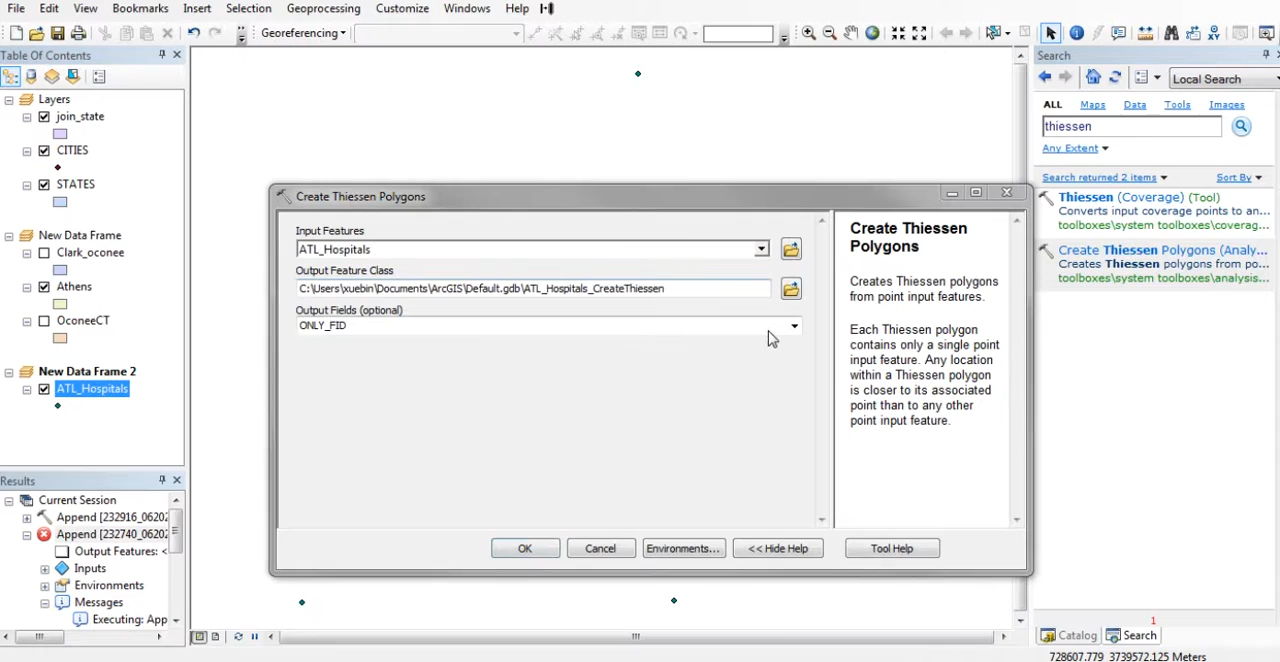 File Edit View Bookmarks Insert Selection Geoprocessing Customize Windows Help
Georeferencing
Table Of Contents
Layers
join_state
CITIES
STATES
New Data Frame
Clark_oconee
Athens
OconeeCT
New Data Frame 2
ATL_Hospitals
Results
Current Session
Append [232916_0620
Append [232740_0620
Output Features: <
Inputs
Environments
Messages
Executing: App
Create Thiessen Polygons
Input Features
ATL_Hospitals
Output Feature Class
C:\Users\xuebin\Documents\ArcGIS\Default.gdb\ATL_Hospitals_CreateThiessen
Output Fields (optional)
ONLY_FID
OK Cancel Environments... << Hide Help Tool Help
Create Thiessen
Polygons
Creates Thiessen polygons
from point input features.
Each Thiessen polygon
contains only a single point
input feature. Any location
within a Thiessen polygon
is closer to its associated
point than to any other
point input feature.
Search
Local Search
ALL Maps Data Tools Images
thiessen
Any Extent
Search returned 2 items Sort By
Thiessen (Coverage) (Tool)
Converts input coverage points to an...
toolboxes\system toolboxes\coverag...
Create Thiessen Polygons (Analy...
Creates Thiessen polygons from po...
toolboxes\system toolboxes\analysis...
1
Catalog Search
728607.779 3739572.125 Meters